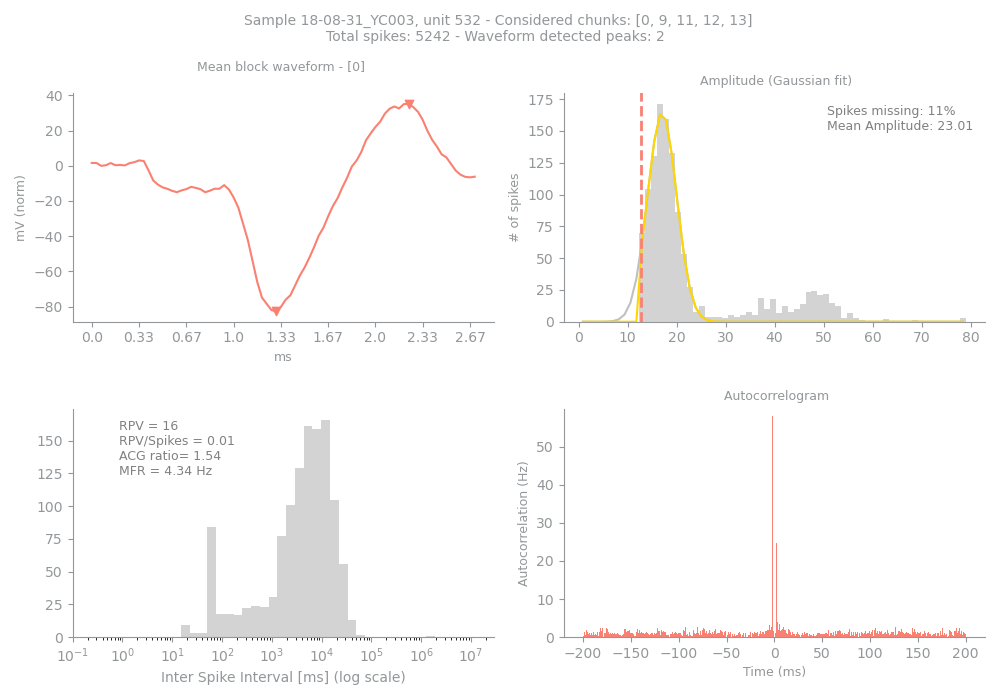 Sample 18-08-31_YC003, unit 532 - Considered chunks: [0, 9, 11, 12, 13]
Total spikes: 5242 - Waveform detected peaks: 2
Mean block waveform - [0]
40
20
0
−20
−40
−60
−80
mV (norm)
0.0 0.33 0.67 1.0 1.33 1.67 2.0 2.33 2.67
ms
Amplitude (Gaussian fit)
Spikes missing: 11%
Mean Amplitude: 23.01
175
150
125
100
75
50
25
0
# of spikes
0 10 20 30 40 50 60 70 80
RPV = 16
RPV/Spikes = 0.01
ACG ratio= 1.54
MFR = 4.34 Hz
150
125
100
75
50
25
0
10⁻¹ 10⁰ 10¹ 10² 10³ 10⁴ 10⁵ 10⁶ 10⁷
Inter Spike Interval [ms] (log scale)
Autocorrelogram
50
40
30
20
10
0
Autocorrelation (Hz)
−200 −150 −100 −50 0 50 100 150 200
Time (ms)